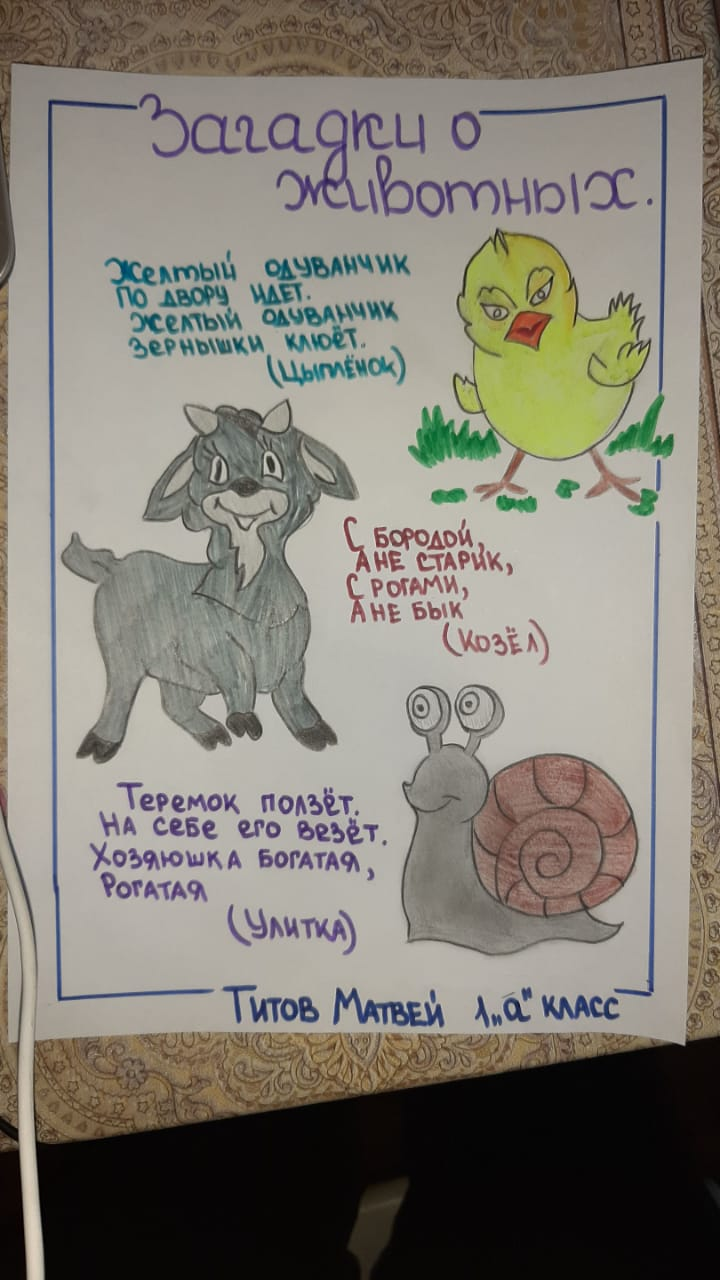 Загадки о
животных.
Желтый одуванчик
по двору идет.
Желтый одуванчик
зернышки клюёт.
(Цыплёнок)
С бородой,
а не старик,
С рогами,
а не бык
(Козёл)
Теремок ползёт.
На себе его везёт.
Хозяюшка богатая,
Рогатая
(Улитка)
Титов Матвей 1 „а" класс